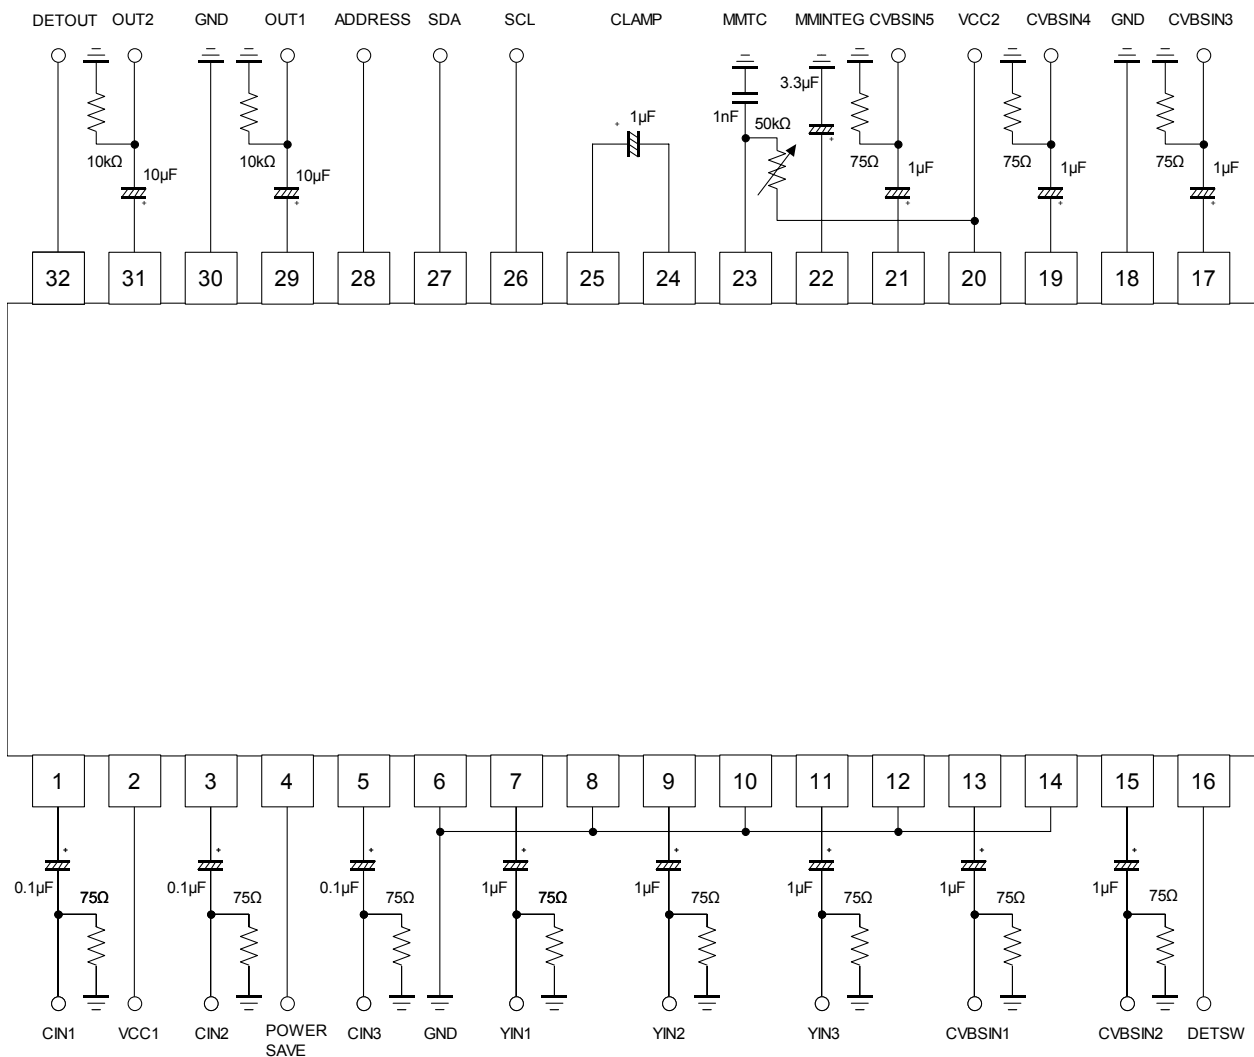 DETOUT OUT2 GND OUT1 ADDRESS SDA SCL CLAMP MMTC MMINTEG CVBSIN5 VCC2 CVBSIN4 GND CVBSIN3
3.3µF
1µF 1nF 50kΩ
10kΩ 10kΩ 75Ω 75Ω 75Ω
10µF 10µF 1µF 1µF 1µF
+ + + + + + +
32 31 30 29 28 27 26 25 24 23 22 21 20 19 18 17
1 2 3 4 5 6 7 8 9 10 11 12 13 14 15 16
+ + + + + + + +
0.1µF 0.1µF 0.1µF 1µF 1µF 1µF 1µF 1µF
75Ω 75Ω 75Ω 75Ω 75Ω 75Ω 75Ω 75Ω
CIN1 VCC1 CIN2 POWER SAVE CIN3 GND YIN1 YIN2 YIN3 CVBSIN1 CVBSIN2 DETSW